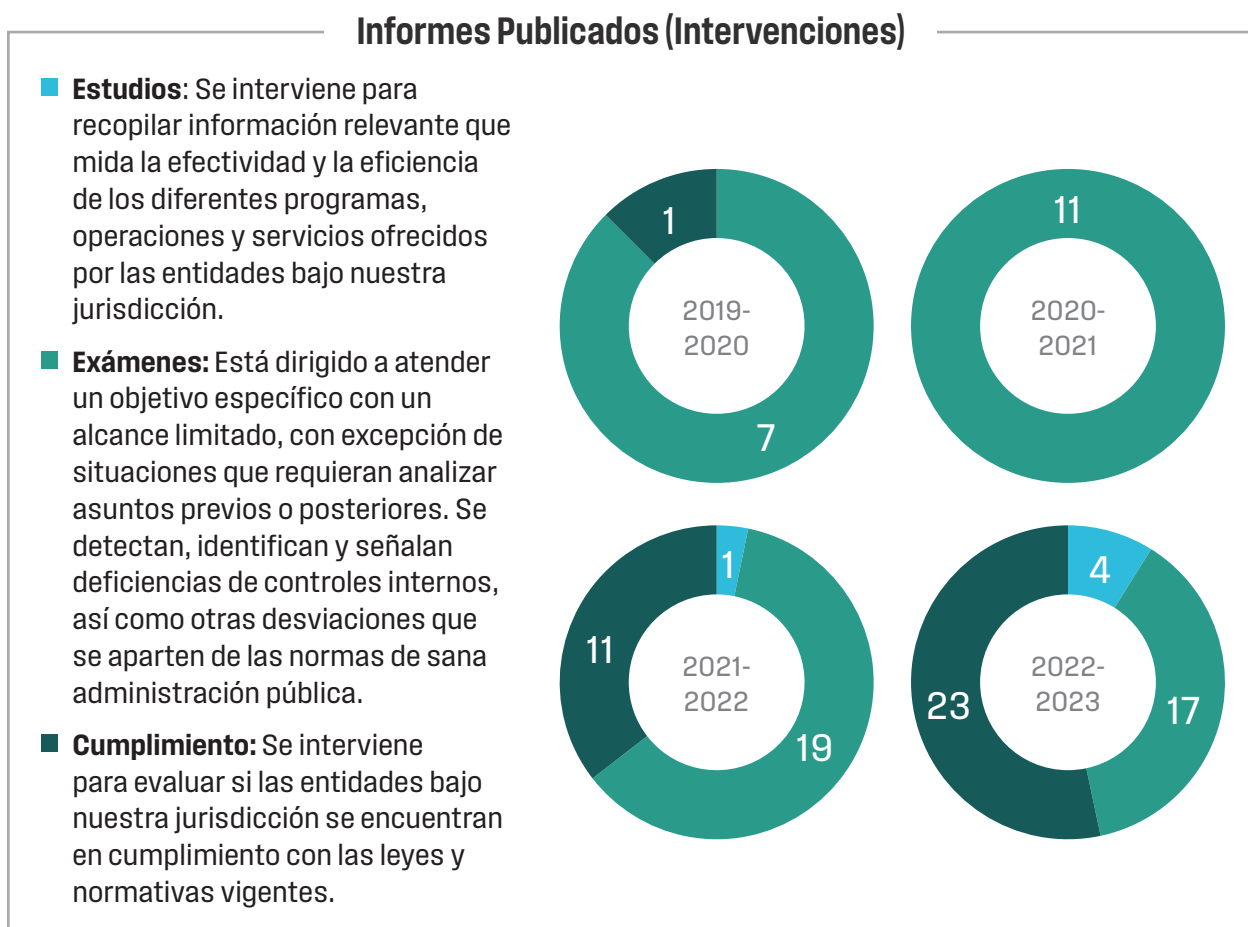 Informes Publicados (Intervenciones)
Estudios: Se interviene para
recopilar información relevante que
mida la efectividad y la eficiencia
de los diferentes programas,
operaciones y servicios ofrecidos
por las entidades bajo nuestra
jurisdicción.
Exámenes: Está dirigido a atender
un objetivo específico con un
alcance limitado, con excepción de
situaciones que requieran analizar
asuntos previos o posteriores. Se
detectan, identifican y señalan
deficiencias de controles internos,
así como otras desviaciones que
se aparten de las normas de sana
administración pública.
Cumplimiento: Se interviene
para evaluar si las entidades bajo
nuestra jurisdicción se encuentran
en cumplimiento con las leyes y
normativas vigentes.
1
2019-
2020
7
11
2020-
2021
1
11
2021-
2022
19
4
23
2022-
2023
17